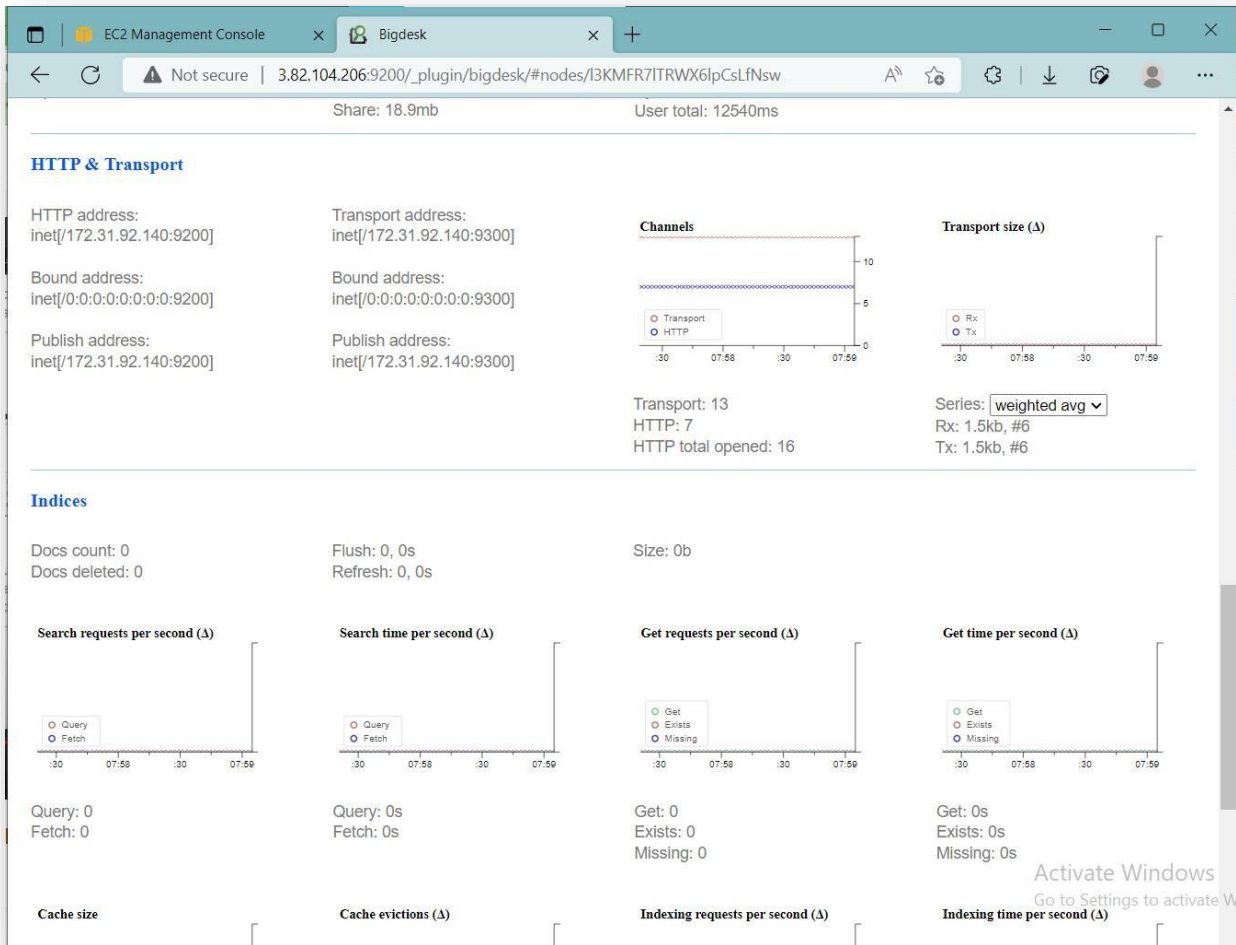 EC2 Management Console
Bigdesk
Not secure | 3.82.104.206:9200/_plugin/bigdesk/#nodes/l3KMFR7lTRWX6lpCsLfNsw
Share: 18.9mb
User total: 12540ms
HTTP & Transport
HTTP address:
inet[/172.31.92.140:9200]
Bound address:
inet[/0:0:0:0:0:0:0:0:9200]
Publish address:
inet[/172.31.92.140:9200]
Transport address:
inet[/172.31.92.140:9300]
Bound address:
inet[/0:0:0:0:0:0:0:0:9300]
Publish address:
inet[/172.31.92.140:9300]
Channels
10
5
0
Transport
HTTP
:30 07:58 :30 07:59
Transport: 13
HTTP: 7
HTTP total opened: 16
Transport size (Δ)
Rx
Tx
:30 07:58 :30 07:59
Series: weighted avg
Rx: 1.5kb, #6
Tx: 1.5kb, #6
Indices
Docs count: 0
Docs deleted: 0
Flush: 0, 0s
Refresh: 0, 0s
Size: 0b
Search requests per second (Δ)
Query
Fetch
:30 07:58 :30 07:59
Query: 0
Fetch: 0
Search time per second (Δ)
Query
Fetch
:30 07:58 :30 07:59
Query: 0s
Fetch: 0s
Get requests per second (Δ)
Get
Exists
Missing
:30 07:58 :30 07:59
Get: 0
Exists: 0
Missing: 0
Get time per second (Δ)
Get
Exists
Missing
:30 07:58 :30 07:59
Get: 0s
Exists: 0s
Missing: 0s
Activate Windows
Go to Settings to activate W
Cache size
Cache evictions (Δ)
Indexing requests per second (Δ)
Indexing time per second (Δ)